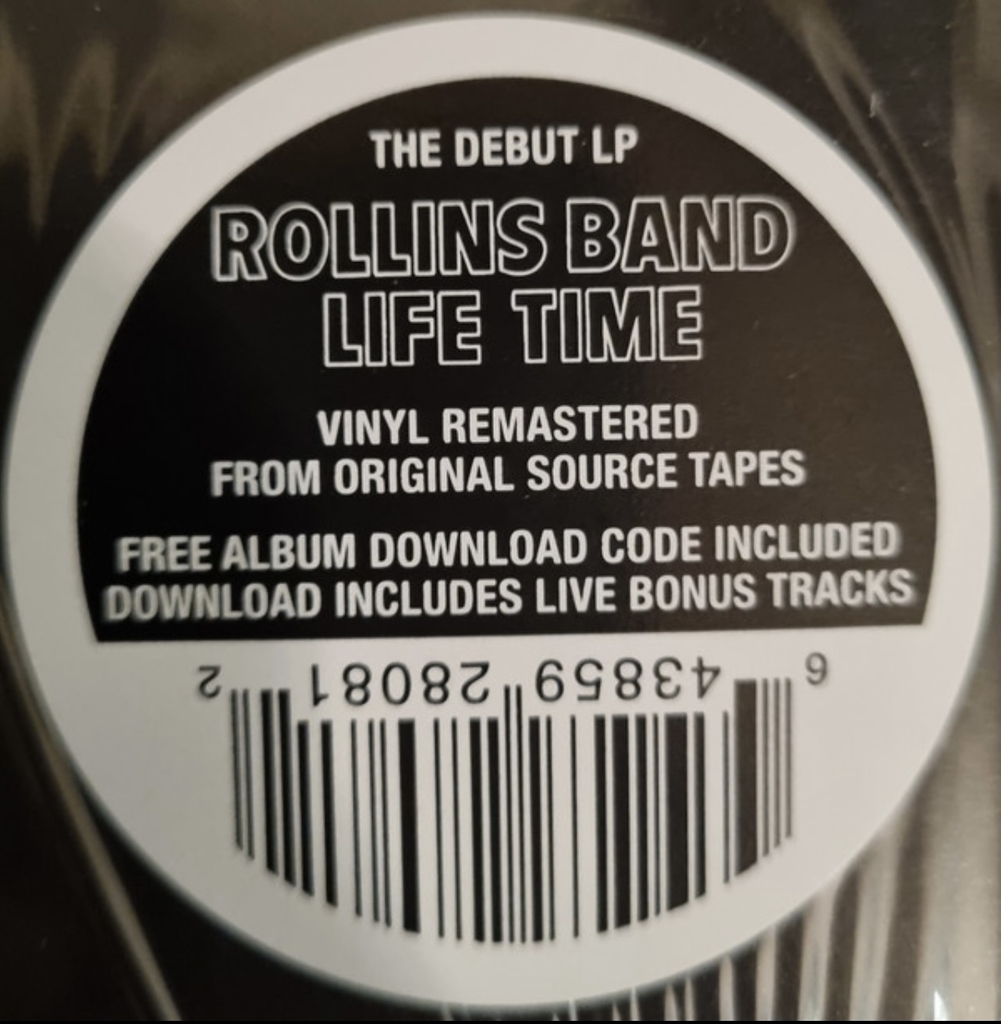 THE DEBUT LP
ROLLINS BAND
LIFE TIME
VINYL REMASTERED
FROM ORIGINAL SOURCE TAPES
FREE ALBUM DOWNLOAD CODE INCLUDED
DOWNLOAD INCLUDES LIVE BONUS TRACKS
6 43859 28081 2